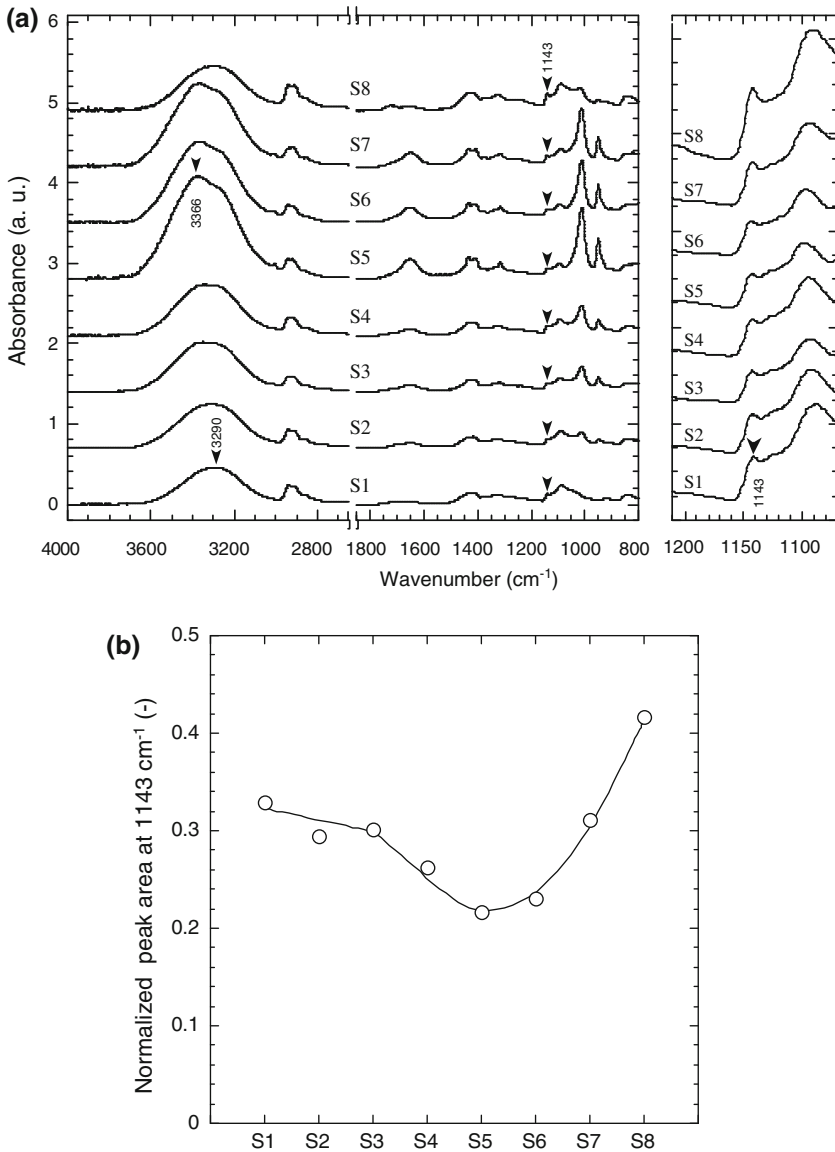 (a)
6
5
4
3
2
1
0
Absorbance (a. u.)
1143
S8
S7
3366
S6
S5
S4
S3
S2
3290
S1
S8
S7
S6
S5
S4
S3
S2
S1
1143
4000 3600 3200 2800 1800 1600 1400 1200 1000 800 1200 1150 1100
Wavenumber (cm⁻¹)
(b)
0.5
0.4
0.3
0.2
0.1
0
Normalized peak area at 1143 cm⁻¹ (-)
S1 S2 S3 S4 S5 S6 S7 S8